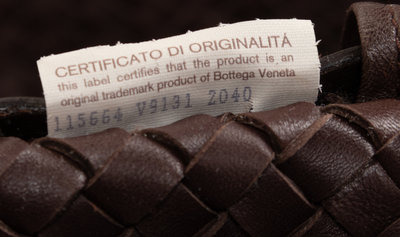 CERTIFICATO DI ORIGINALITÁ
this label certifies that the product is an
original trademark product of Bottega Veneta
115664 V9131 2040